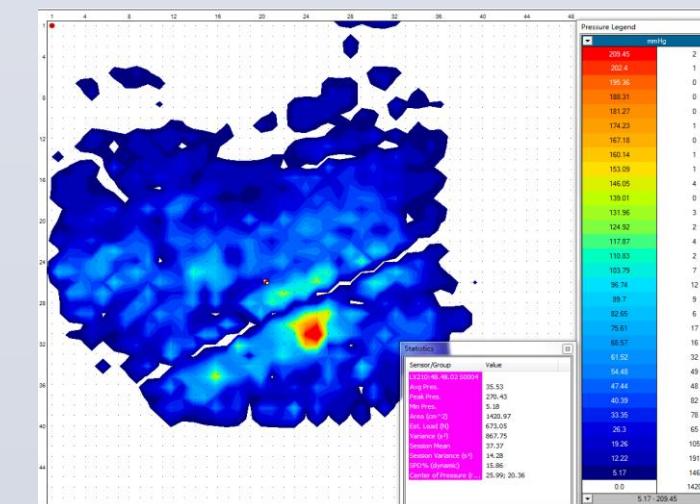 1 4 8 12 16 20 24 28 32 36 40 44 48
4
8
12
16
20
24
28
32
36
40
44
Pressure Legend
mmHg
209.45 2
202.4 1
195.36 0
188.31 0
181.27 0
174.23 1
167.18 0
160.14 1
153.09 1
146.05 4
139.01 0
131.96 3
124.92 2
117.87 4
110.83 2
103.79 7
96.74 12
89.7 6
82.65 17
75.61 16
68.57 32
61.52 49
54.48 48
47.44 82
40.39 78
33.35 65
26.3 105
19.26 191
12.22 146
5.17
0.0
5.17 - 209.45
Statistics
Sensor/Group Value
Avg Pres. 35.53
Peak Pres. 270.43
Min Pres. 5.18
Area (cm^2) 1420.97
Est. Load (N) 673.05
Variance (s²) 867.75
Session Mean 37.37
Session Variance (s²) 14.28
SPD% (dynamic) 15.86
Center of Pressure (r... 25.99; 20.36